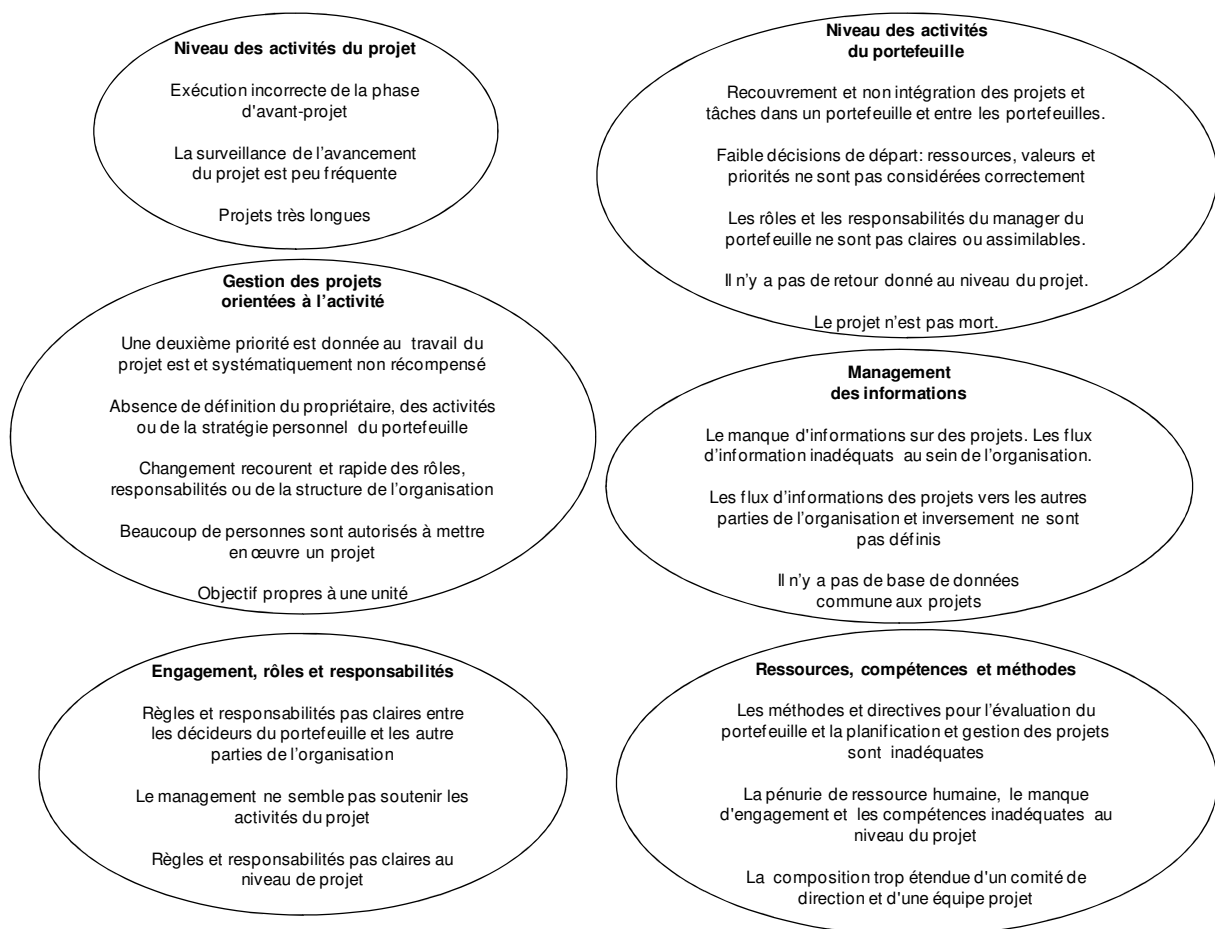 Niveau des activités du projet
Exécution incorrecte de la phase
d'avant-projet
La surveillance de l'avancement
du projet est peu fréquente
Projets très longues
Gestion des projets
orientées à l'activité
Une deuxième priorité est donnée au travail du
projet est et systématiquement non récompensé
Absence de définition du propriétaire, des activités
ou de la stratégie personnel du portefeuille
Changement recourent et rapide des rôles,
responsabilités ou de la structure de l'organisation
Beaucoup de personnes sont autorisés à mettre
en œuvre un projet
Objectif propres à une unité
Engagement, rôles et responsabilités
Règles et responsabilités pas claires entre
les décideurs du portefeuille et les autre
parties de l'organisation
Le management ne semble pas soutenir les
activités du projet
Règles et responsabilités pas claires au
niveau de projet
Niveau des activités
du portefeuille
Recouvrement et non intégration des projets et
tâches dans un portefeuille et entre les portefeuilles.
Faible décisions de départ: ressources, valeurs et
priorités ne sont pas considérées correctement
Les rôles et les responsabilités du manager du
portefeuille ne sont pas claires ou assimilables.
Il n'y a pas de retour donné au niveau du projet.
Le projet n'est pas mort.
Management
des informations
Le manque d'informations sur des projets. Les flux
d'information inadéquats au sein de l'organisation.
Les flux d'informations des projets vers les autres
parties de l'organisation et inversement ne sont
pas définis
Il n'y a pas de base de données
commune aux projets
Ressources, compétences et méthodes
Les méthodes et directives pour l'évaluation du
portefeuille et la planification et gestion des projets
sont inadéquates
La pénurie de ressource humaine, le manque
d'engagement et les compétences inadéquates au
niveau du projet
La composition trop étendue d'un comité de
direction et d'une équipe projet